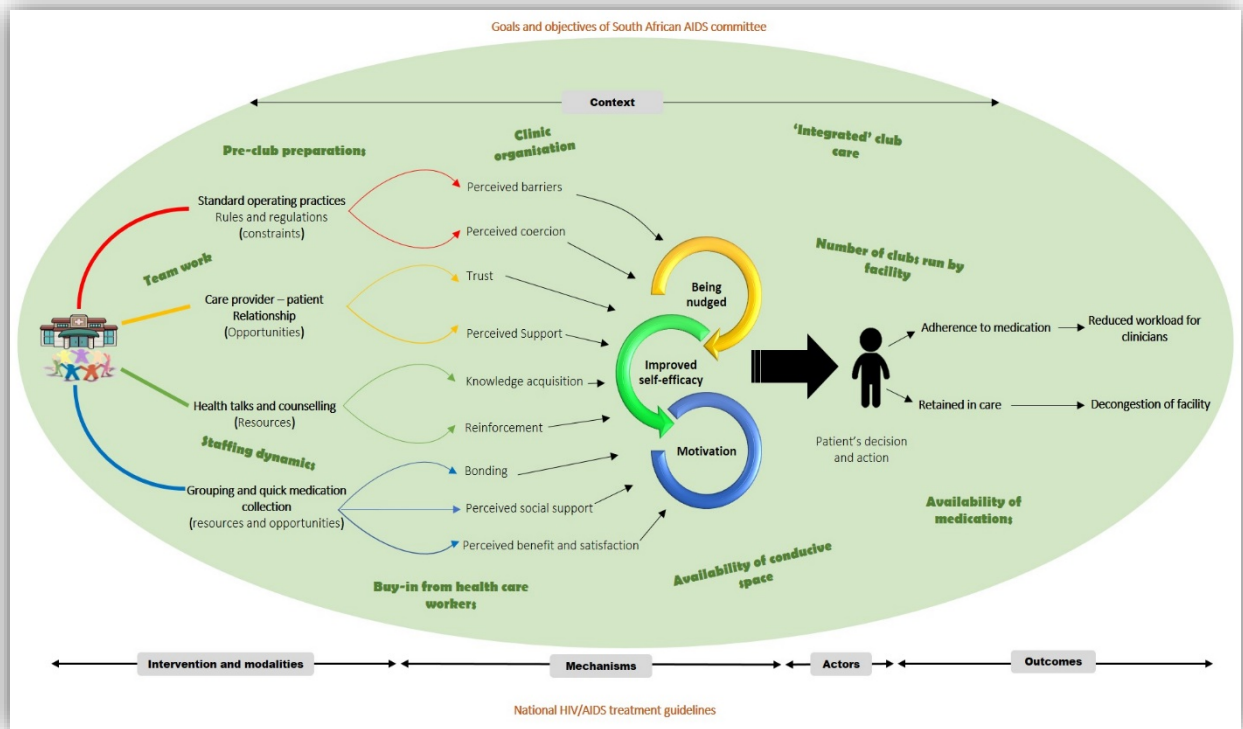 Goals and objectives of South African AIDS committee
Context
Pre-club preparations
Clinic
organisation
‘Integrated’ club
care
Standard operating practices
Rules and regulations
(constraints)
Perceived barriers
Perceived coercion
Team work
Care provider – patient
Relationship
(Opportunities)
Trust
Perceived Support
Health talks and counselling
(Resources)
Knowledge acquisition
Reinforcement
Staffing dynamics
Grouping and quick medication
collection
(resources and opportunities)
Bonding
Perceived social support
Perceived benefit and satisfaction
Buy-in from health care
workers
Being
nudged
Improved
self-efficacy
Motivation
Number of clubs run by
facility
Patient’s decision
and action
Adherence to medication
Reduced workload for
clinicians
Retained in care
Decongestion of facility
Availability of
medications
Availability of conducive
space
Intervention and modalities
Mechanisms
Actors
Outcomes
National HIV/AIDS treatment guidelines